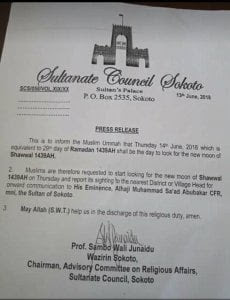 Sultanate Council Sokoto
Sultan's Palace
P. O. Box 2535, Sokoto
SCS/658/VOL.XIX/XX
13th June, 2018
PRESS RELEASE
This is to inform the Muslim Ummah that Thursday 14th June, 2018 which is
equivalent to 29th day of Ramadan 1439AH shall be the day to look for the new moon of
Shawwal 1439AH.
2. Muslims are therefore requested to start looking for the new moon of Shawwal
1439AH on Thursday and report its sighting to the nearest District or Village Head for
onward communication to His Eminence, Alhaji Muhammad Sa'ad Abubakar CFR,
mni, the Sultan of Sokoto.
3. May Allah (S.W.T.) help us in the discharge of this religious duty, amen.
Prof. Sambo Wali Junaidu
Wazirin Sokoto,
Chairman, Advisory Committee on Religious Affairs,
Sultanate Council, Sokoto